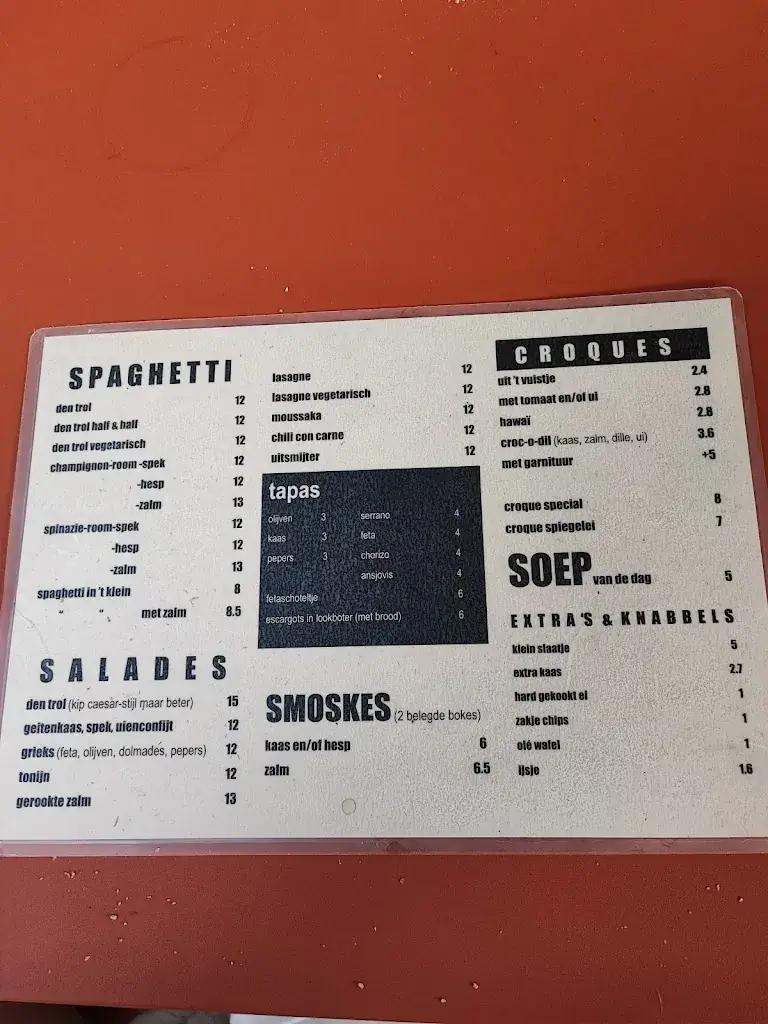 SPAGHETTI
den trol 12
den trol half & half 12
den trol vegetarisch 12
champignon-room -spek 12
-hesp 12
-zalm 13
spinazie-room-spek 12
-hesp 12
-zalm 13
spaghetti in 't klein 8
" " met zalm 8.5
SALADES
den trol (kip caesar-stijl maar beter) 15
geitenkaas, spek, uienconfijt 12
grieks (feta, olijven, dolmades, pepers) 12
tonijn 12
gerookte zalm 13
lasagne 12
lasagne vegetarisch 12
moussaka 12
chili con carne 12
uitsmijter 12
tapas
olijven 3 serrano 4
kaas 3 feta 4
pepers 3 chorizo 4
ansjovis 4
fetaschoteltje 6
escargots in lookboter (met brood) 6
SMOSKES (2 belegde bokes)
kaas en/of hesp 6
zalm 6.5
CROQUES
uit 't vuistje 2.4
met tomaat en/of ui 2.8
hawaï 2.8
croc-o-dil (kaas, zalm, dille, ui) 3.6
met garnituur +5
croque special 8
croque spiegelei 7
SOEP van de dag 5
EXTRA'S & KNABBELS
klein slaatje 5
extra kaas 2.7
hard gekookt ei 1
zakje chips 1
olé wafel 1
ijsje 1.6